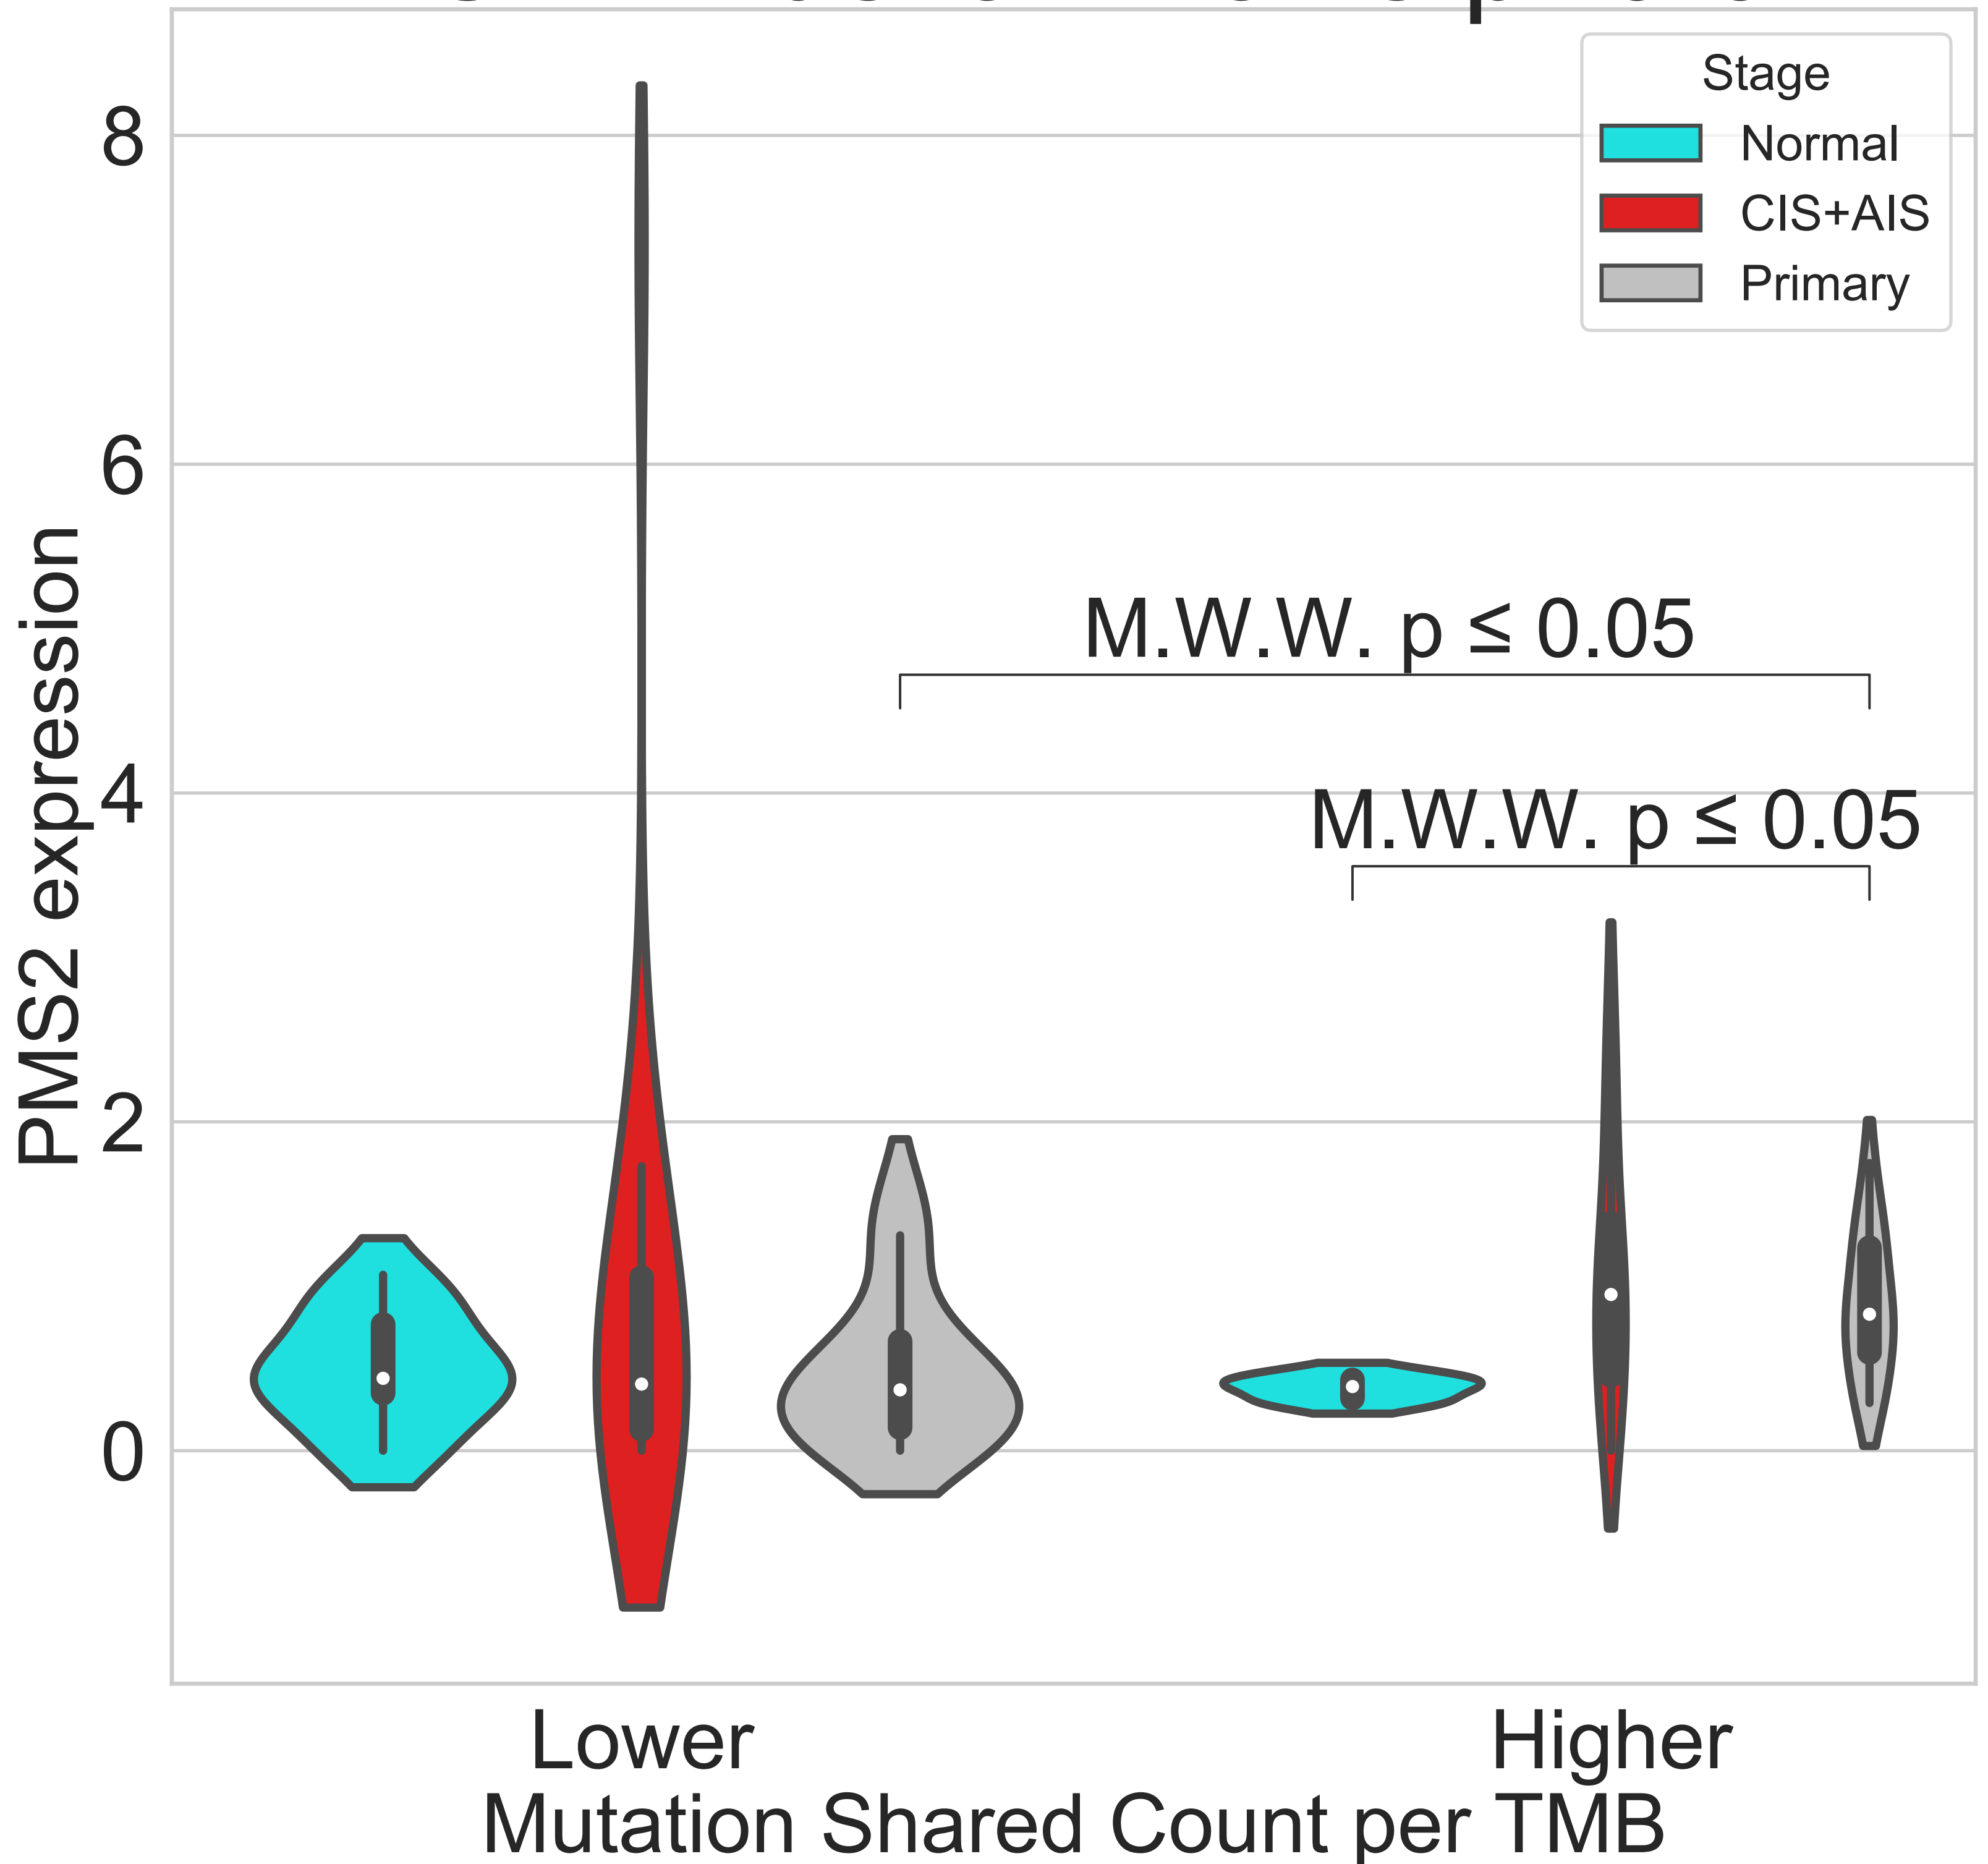 Stage
Normal
CIS+AIS
Primary
8
6
4
2
0
PMS2 expression
M.W.W. p ≤ 0.05
M.W.W. p ≤ 0.05
Lower
Higher
Mutation Shared Count per TMB